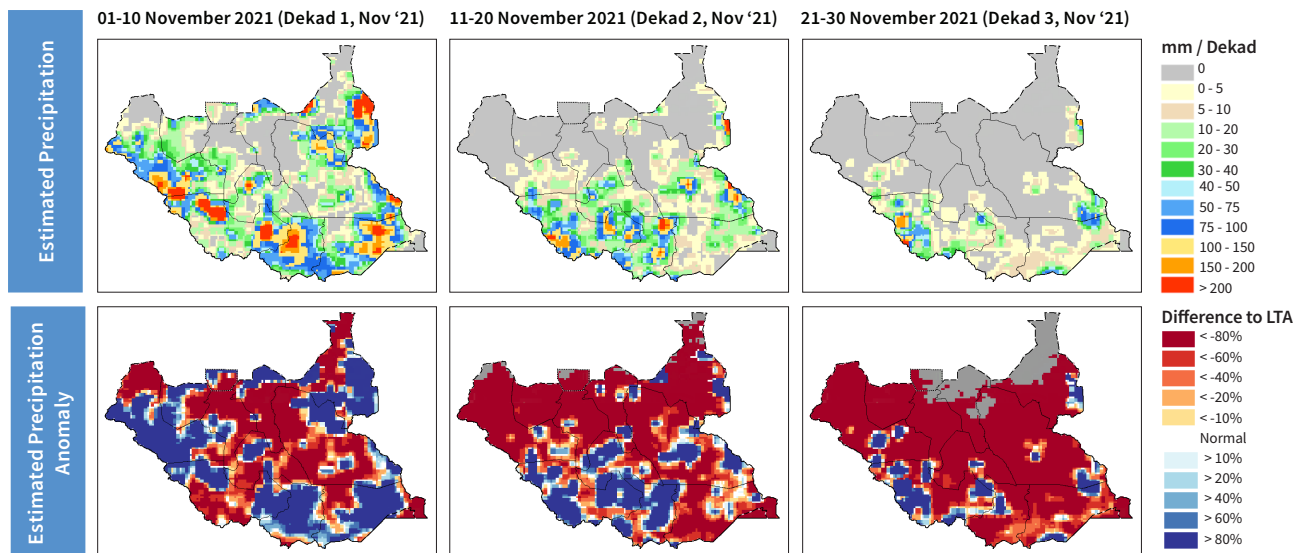 01-10 November 2021 (Dekad 1, Nov ‘21)
11-20 November 2021 (Dekad 2, Nov ‘21)
21-30 November 2021 (Dekad 3, Nov ‘21)
Estimated Precipitation
mm / Dekad
0
0 - 5
5 - 10
10 - 20
20 - 30
30 - 40
40 - 50
50 - 75
75 - 100
100 - 150
150 - 200
> 200
Estimated Precipitation
Anomaly
Difference to LTA
< -80%
< -60%
< -40%
< -20%
< -10%
Normal
> 10%
> 20%
> 40%
> 60%
> 80%